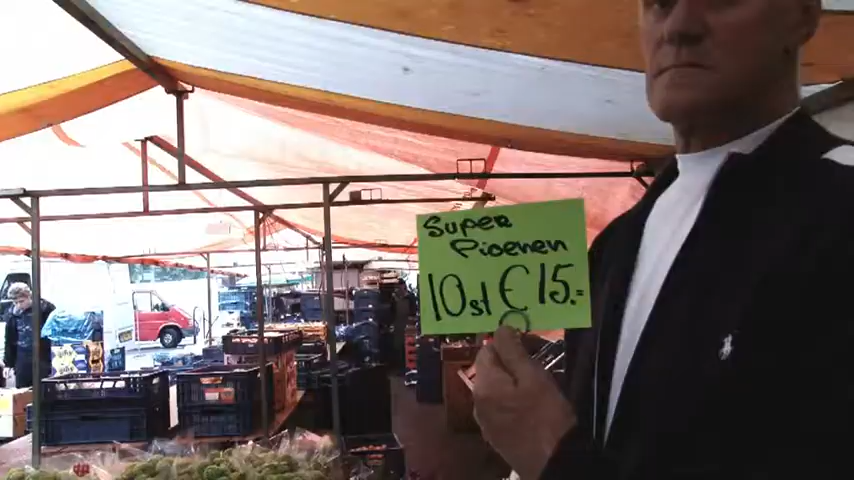 Super
Pioenen
10st € 15.=